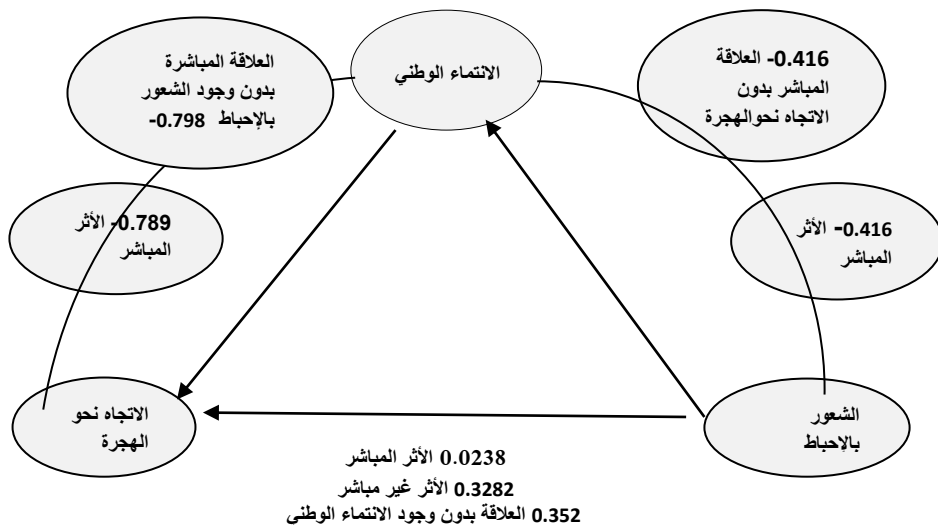 العلاقة المباشرة
بدون وجود الشعور
بالإحباط -0.798
الانتماء الوطني
-0.416 العلاقة
المباشر بدون
الاتجاه نحوالهجرة
-0.789 الأثر
المباشر
-0.416 الأثر
المباشر
الاتجاه نحو
الهجرة
الشعور
بالإحباط
0.0238 الأثر المباشر
0.3282 الأثر غير مباشر
0.352 العلاقة بدون وجود الانتماء الوطني